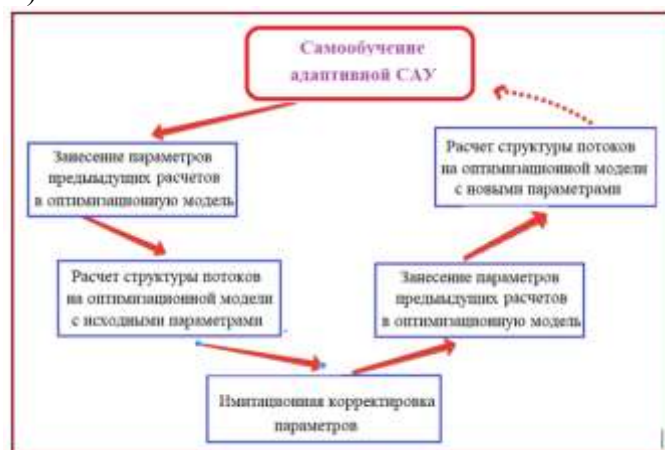 Самообучение
адаптивной САУ
Занесение параметров
предыдущих расчетов
в оптимизационную модель
Расчет структуры потоков
на оптимизационной модели
с исходными параметрами
Имитационная корректировка
параметров
Занесение параметров
предыдущих расчетов
в оптимизационную модель
Расчет структуры потоков
на оптимизационной модели
с новыми параметрами